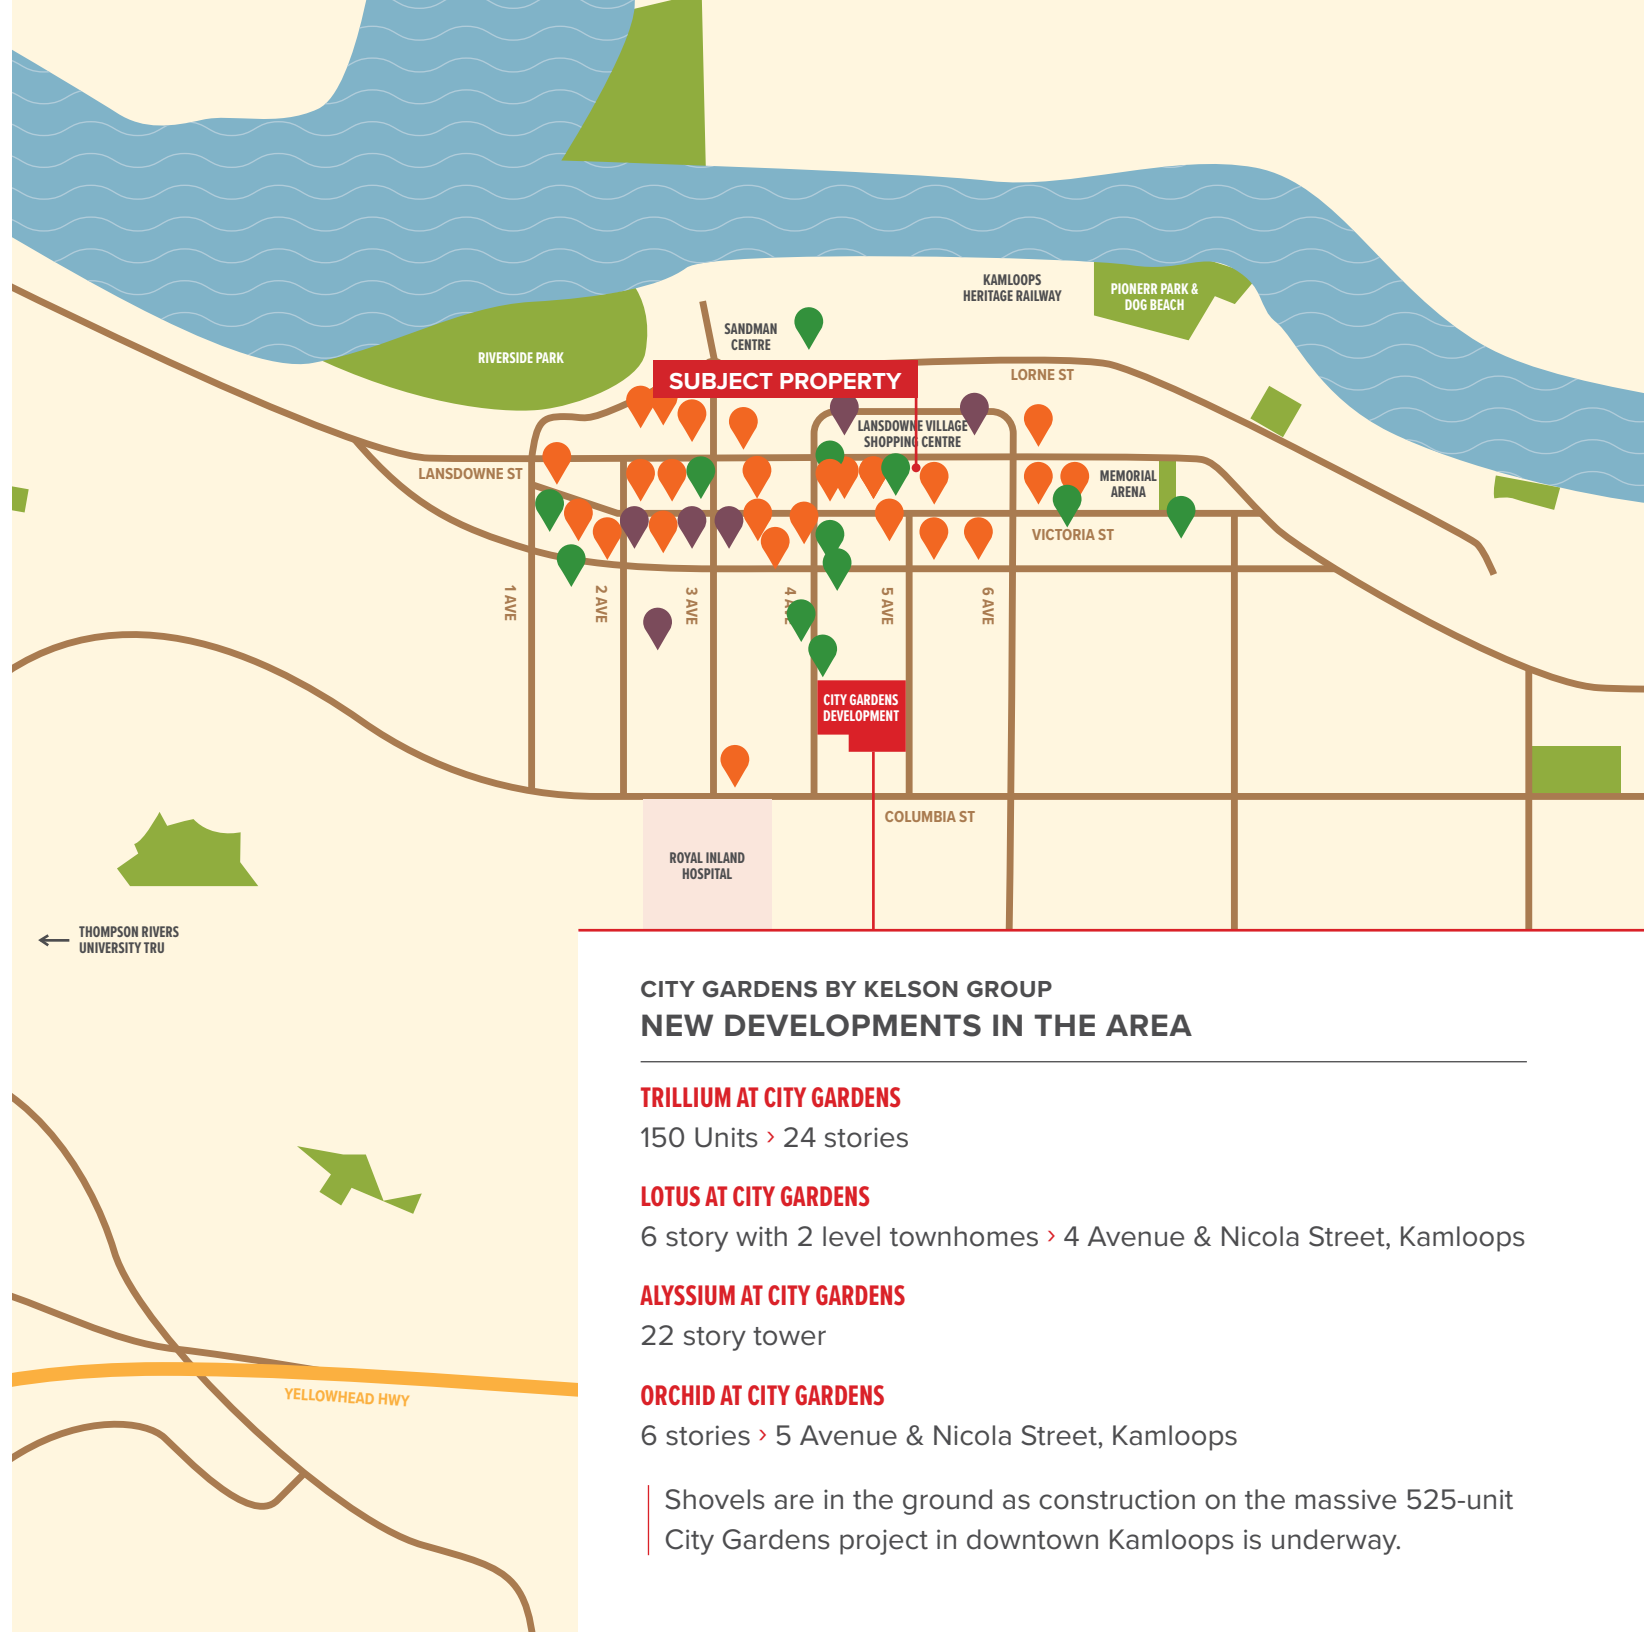 KAMLOOPS
HERITAGE RAILWAY
PIONERR PARK &
DOG BEACH
SANDMAN
CENTRE
RIVERSIDE PARK
SUBJECT PROPERTY
LORNE ST
LANSDOWNE VILLAGE
SHOPPING CENTRE
LANSDOWNE ST
MEMORIAL
ARENA
VICTORIA ST
1 AVE
2 AVE
3 AVE
4 AVE
5 AVE
6 AVE
CITY GARDENS
DEVELOPMENT
COLUMBIA ST
ROYAL INLAND
HOSPITAL
THOMPSON RIVERS
UNIVERSITY TRU
YELLOWHEAD HWY
CITY GARDENS BY KELSON GROUP
NEW DEVELOPMENTS IN THE AREA
TRILLIUM AT CITY GARDENS
150 Units › 24 stories
LOTUS AT CITY GARDENS
6 story with 2 level townhomes › 4 Avenue & Nicola Street, Kamloops
ALYSSIUM AT CITY GARDENS
22 story tower
ORCHID AT CITY GARDENS
6 stories › 5 Avenue & Nicola Street, Kamloops
Shovels are in the ground as construction on the massive 525-unit
City Gardens project in downtown Kamloops is underway.